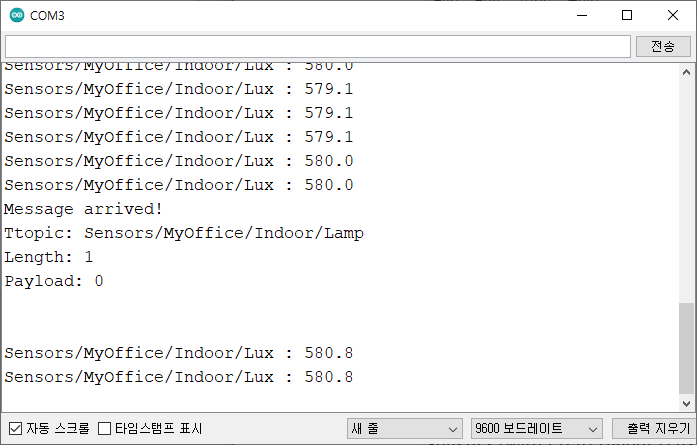 COM3
전송
Sensors/MyOffice/Indoor/Lux : 580.0
Sensors/MyOffice/Indoor/Lux : 579.1
Sensors/MyOffice/Indoor/Lux : 579.1
Sensors/MyOffice/Indoor/Lux : 579.1
Sensors/MyOffice/Indoor/Lux : 580.0
Sensors/MyOffice/Indoor/Lux : 580.0
Message arrived!
Ttopic: Sensors/MyOffice/Indoor/Lamp
Length: 1
Payload: 0
Sensors/MyOffice/Indoor/Lux : 580.8
Sensors/MyOffice/Indoor/Lux : 580.8
자동 스크롤 타임스탬프 표시 새 줄 9600 보드레이트 출력 지우기